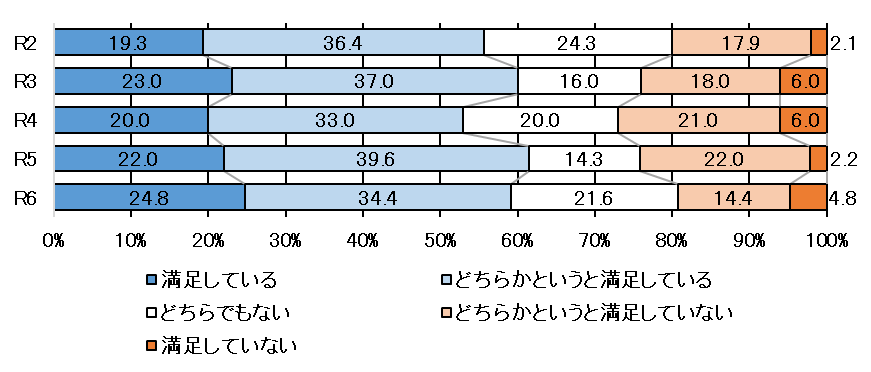 R2 19.3 36.4 24.3 17.9 2.1
R3 23.0 37.0 16.0 18.0 6.0
R4 20.0 33.0 20.0 21.0 6.0
R5 22.0 39.6 14.3 22.0 2.2
R6 24.8 34.4 21.6 14.4 4.8
0% 10% 20% 30% 40% 50% 60% 70% 80% 90% 100%
満足している どちらかというと満足している
どちらでもない どちらかというと満足していない
満足していない